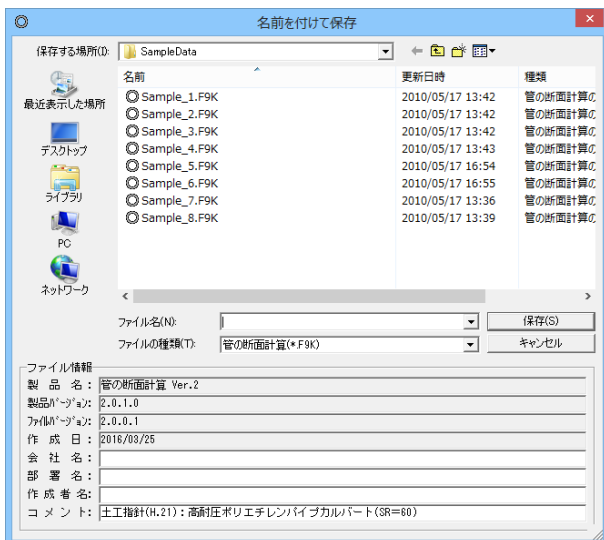 名前を付けて保存
保存する場所(I): SampleData
最近表示した場所
デスクトップ
ライブラリ
PC
ネットワーク
名前 更新日時 種類
Sample_1.F9K 2010/05/17 13:42 管の断面計算の
Sample_2.F9K 2010/05/17 13:42 管の断面計算の
Sample_3.F9K 2010/05/17 13:42 管の断面計算の
Sample_4.F9K 2010/05/17 13:43 管の断面計算の
Sample_5.F9K 2010/05/17 16:54 管の断面計算の
Sample_6.F9K 2010/05/17 16:55 管の断面計算の
Sample_7.F9K 2010/05/17 13:36 管の断面計算の
Sample_8.F9K 2010/05/17 13:39 管の断面計算の
ファイル名(N): 保存(S)
ファイルの種類(T): 管の断面計算(*.F9K) キャンセル
ファイル情報
製 品 名: 管の断面計算 Ver.2
製品ﾊﾞｰｼﾞｮﾝ: 2.0.1.0
ﾌｧｲﾙﾊﾞｰｼﾞｮﾝ: 2.0.0.1
作 成 日: 2016/03/25
会 社 名:
部 署 名:
作 成 者 名:
コ メ ン ト: 土工指針(H.21):高耐圧ポリエチレンパイプカルバート(SR=60)